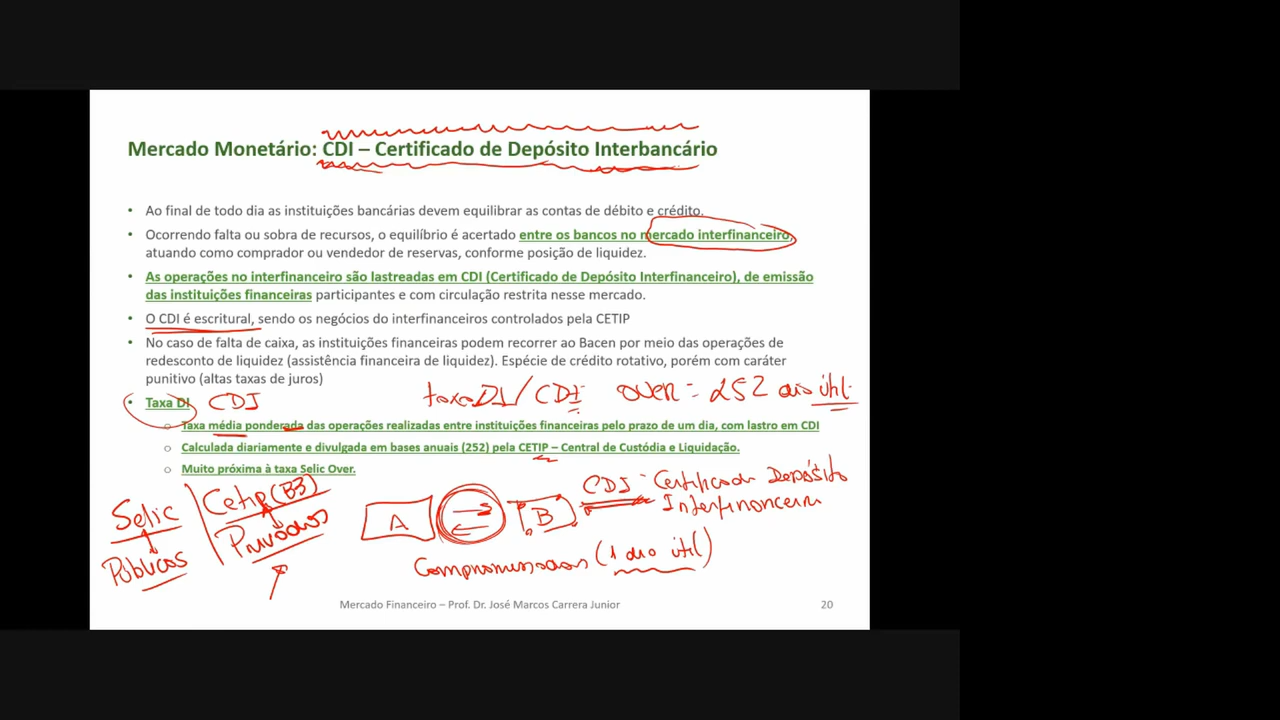 Mercado Monetário: CDI – Certificado de Depósito Interbancário
• Ao final de todo dia as instituições bancárias devem equilibrar as contas de débito e crédito.
• Ocorrendo falta ou sobra de recursos, o equilíbrio é acertado entre os bancos no mercado interfinanceiro,
atuando como comprador ou vendedor de reservas, conforme posição de liquidez.
• As operações no interfinanceiro são lastreadas em CDI (Certificado de Depósito Interfinanceiro), de emissão
das instituições financeiras participantes e com circulação restrita nesse mercado.
• O CDI é escritural, sendo os negócios do interfinanceiros controlados pela CETIP
• No caso de falta de caixa, as instituições financeiras podem recorrer ao Bacen por meio das operações de
redesconto de liquidez (assistência financeira de liquidez). Espécie de crédito rotativo, porém com caráter
punitivo (altas taxas de juros)
• Taxa DI CDI taxa DI / CDI over = 252 dia útil
o Taxa média ponderada das operações realizadas entre instituições financeiras pelo prazo de um dia, com lastro em CDI
o Calculada diariamente e divulgada em bases anuais (252) pela CETIP – Central de Custódia e Liquidação.
o Muito próxima à taxa Selic Over.
Selic Cetip (B3) A B CDI - Certificado Depósito
Interfinanceiro
Públicos Privados
Compromissadas (1 dia útil)
Mercado Financeiro – Prof. Dr. José Marcos Carrera Junior 20